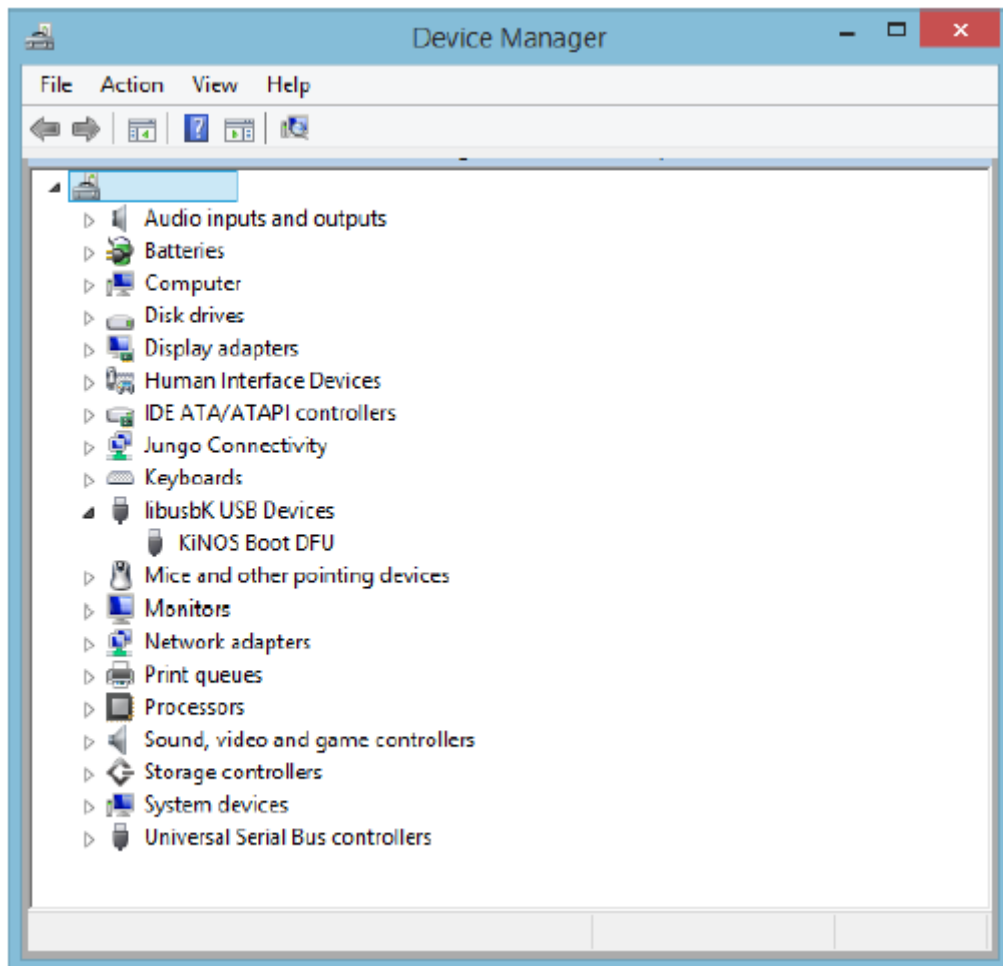 Device Manager
File Action View Help
Audio inputs and outputs
Batteries
Computer
Disk drives
Display adapters
Human Interface Devices
IDE ATA/ATAPI controllers
Jungo Connectivity
Keyboards
libusbK USB Devices
KiNOS Boot DFU
Mice and other pointing devices
Monitors
Network adapters
Print queues
Processors
Sound, video and game controllers
Storage controllers
System devices
Universal Serial Bus controllers